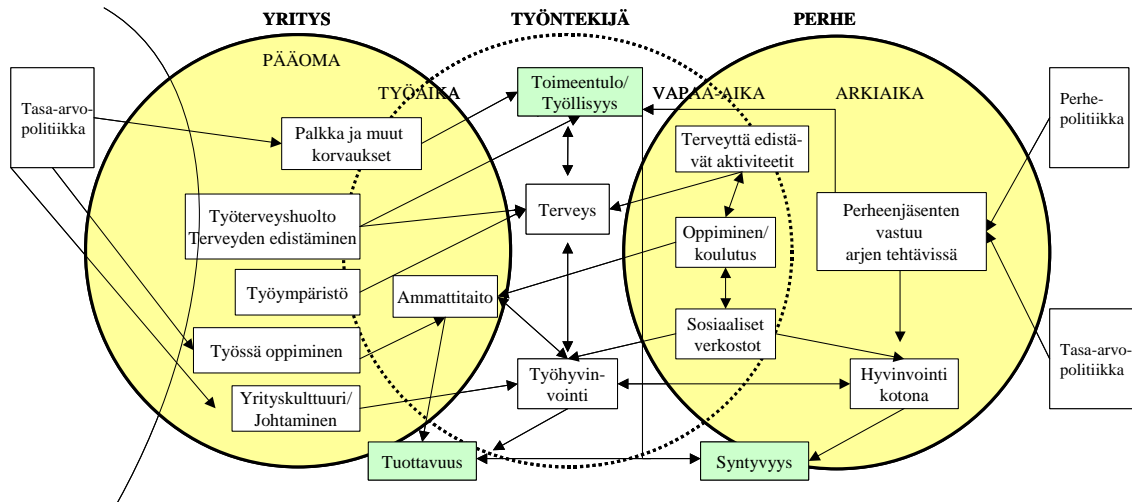 YRITYS
TYÖNTEKIJÄ
PERHE
PÄÄOMA
TYÖAIKA
VAPAA-AIKA
ARKIAIKA
Tasa-arvo-
politiikka
Toimeentulo/
Työllisyys
Perhe-
politiikka
Palkka ja muut
korvaukset
Terveyttä edistä-
vät aktiviteetit
Työterveyshuolto
Terveyden edistäminen
Terveys
Oppiminen/
koulutus
Perheenjäsenten
vastuu
arjen tehtävissä
Työympäristö
Ammattitaito
Sosiaaliset
verkostot
Tasa-arvo-
politiikka
Työssä oppiminen
Työhyvin-
vointi
Hyvinvointi
kotona
Yrityskulttuuri/
Johtaminen
Tuottavuus
Syntyvyys